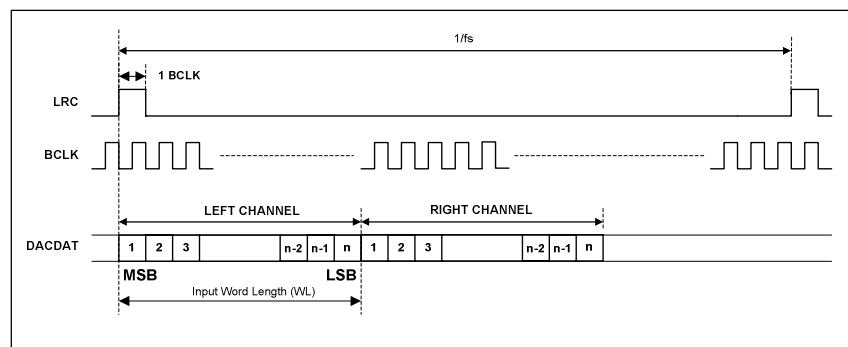 1/fs
1 BCLK
LRC
BCLK
LEFT CHANNEL RIGHT CHANNEL
DACDAT 1 2 3 n-2 n-1 n 1 2 3 n-2 n-1 n
MSB LSB
Input Word Length (WL)